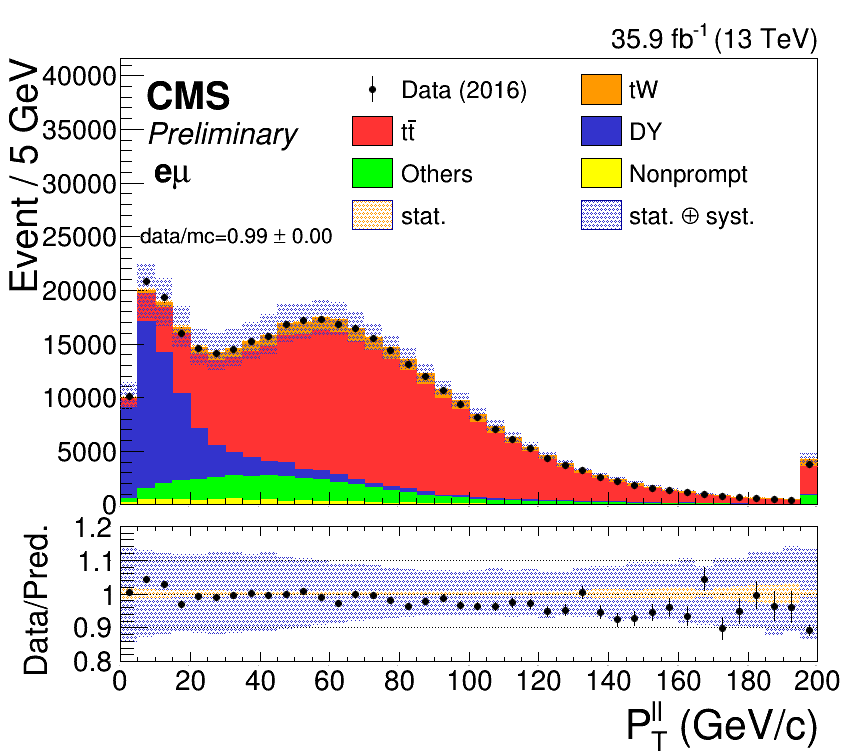 35.9 fb⁻¹ (13 TeV)
Event / 5 GeV
40000
35000
30000
25000
20000
15000
10000
5000
0
CMS
Preliminary
eμ
data/mc=0.99 ± 0.00
Data (2016)
tW
tt̄
DY
Others
Nonprompt
stat.
stat. ⊕ syst.
Data/Pred.
1.2
1.1
1
0.9
0.8
0 20 40 60 80 100 120 140 160 180 200
P_T^ll (GeV/c)